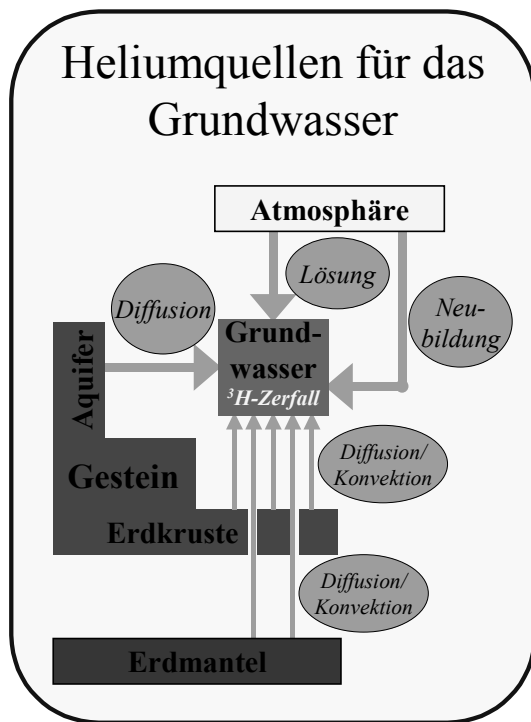 Heliumquellen für das
Grundwasser
Atmosphäre
Lösung
Diffusion
Neu-
bildung
Grund-
wasser
³H-Zerfall
Aquifer
Diffusion/
Konvektion
Gestein
Erdkruste
Diffusion/
Konvektion
Erdmantel